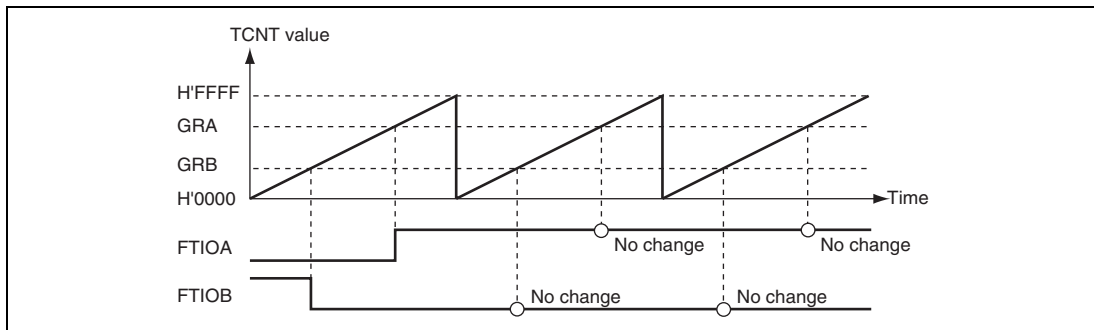 TCNT value
H'FFFF
GRA
GRB
H'0000
Time
FTIOA
No change
No change
FTIOB
No change
No change